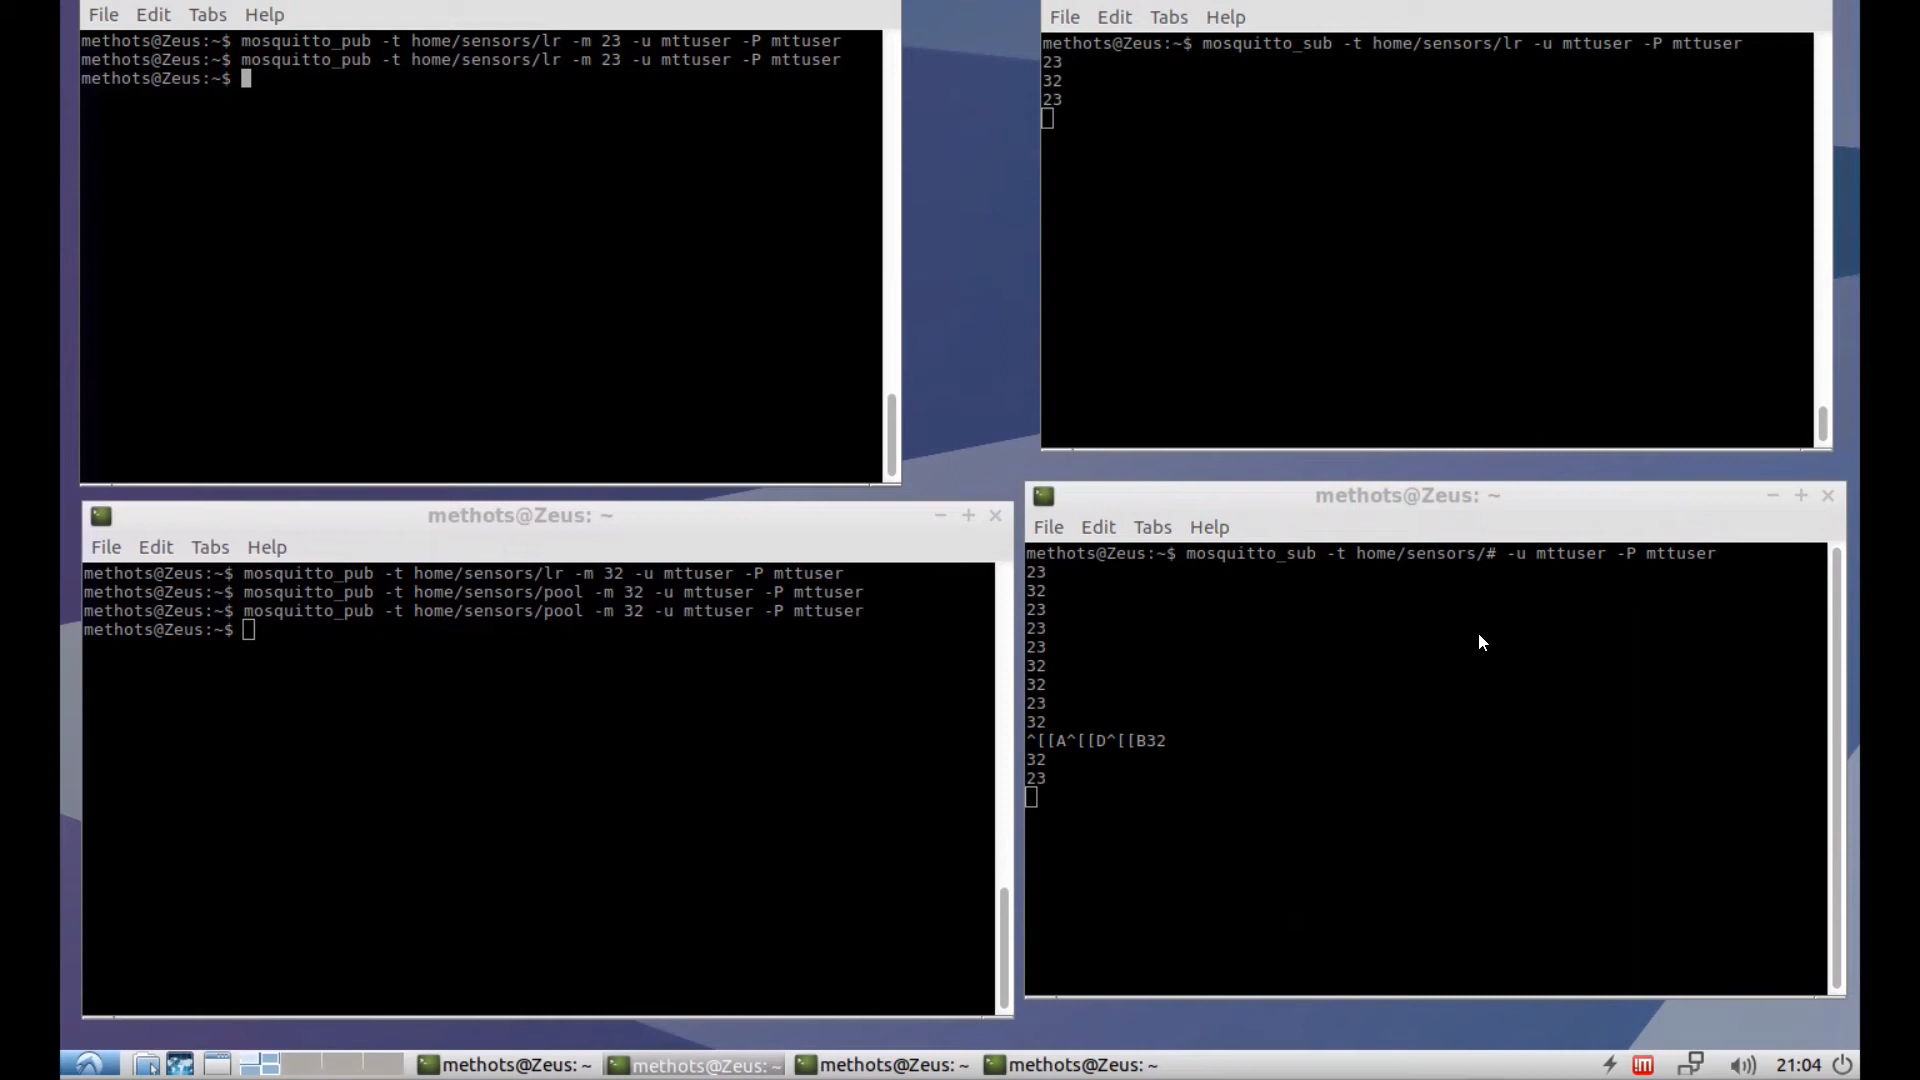 File Edit Tabs Help
methots@Zeus:~$ mosquitto_pub -t home/sensors/lr -m 23 -u mttuser -P mttuser
methots@Zeus:~$ mosquitto_pub -t home/sensors/lr -m 23 -u mttuser -P mttuser
methots@Zeus:~$
File Edit Tabs Help
methots@Zeus:~$ mosquitto_sub -t home/sensors/lr -u mttuser -P mttuser
23
32
23
methots@Zeus: ~
File Edit Tabs Help
methots@Zeus:~$ mosquitto_pub -t home/sensors/lr -m 32 -u mttuser -P mttuser
methots@Zeus:~$ mosquitto_pub -t home/sensors/pool -m 32 -u mttuser -P mttuser
methots@Zeus:~$ mosquitto_pub -t home/sensors/pool -m 32 -u mttuser -P mttuser
methots@Zeus:~$
methots@Zeus: ~
File Edit Tabs Help
methots@Zeus:~$ mosquitto_sub -t home/sensors/# -u mttuser -P mttuser
23
32
23
23
23
32
32
23
32
^[[A^[[D^[[B32
32
23
methots@Zeus: ~ methots@Zeus: ~ methots@Zeus: ~ methots@Zeus: ~ 21:04